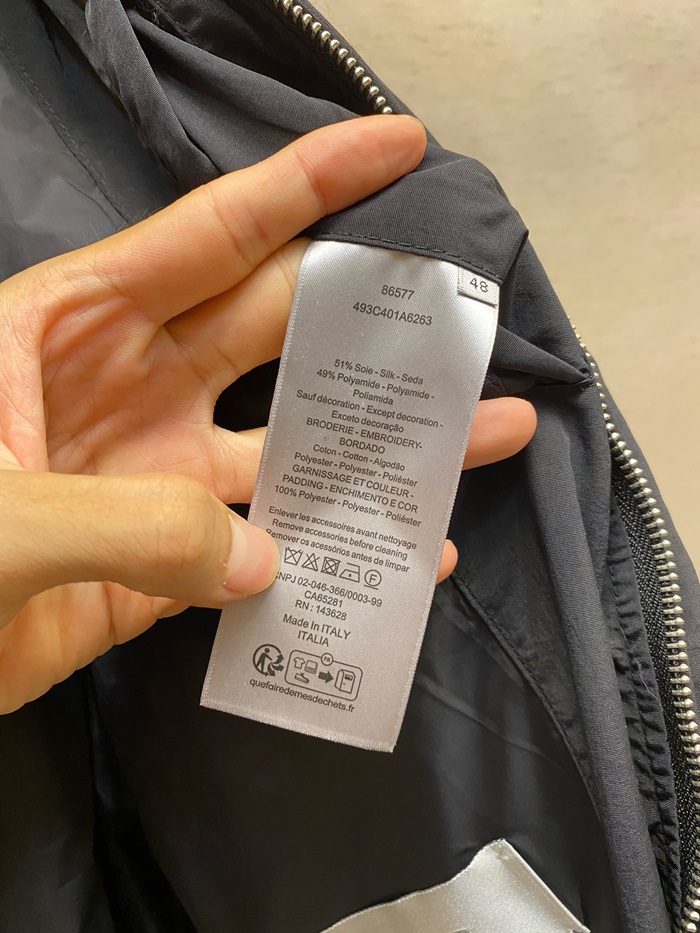 48
86577
493C401A6263
51% Soie - Silk - Seda
49% Polyamide - Polyamide -
Poliamida
Sauf décoration - Except decoration -
Exceto decoração
BRODERIE - EMBROIDERY-
BORDADO
Coton - Cotton - Algodão
Polyester - Polyester - Poliéster
GARNISSAGE ET COULEUR -
PADDING - ENCHIMENTO E COR
100% Polyester - Polyester - Poliéster
Enlever les accessoires avant nettoyage
Remove accessories before cleaning
Remover os acessórios antes de limpar
F
NPJ 02-046-366/0003-99
CA65281
RN : 143628
Made in ITALY
ITALIA
FR
quefairedemesdechets.fr